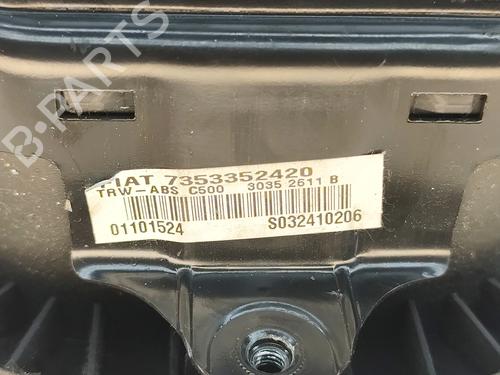 B-PARTS
FIAT 7353352420
TRW-ABS C500 3035 2611 B
01101524 S032410206